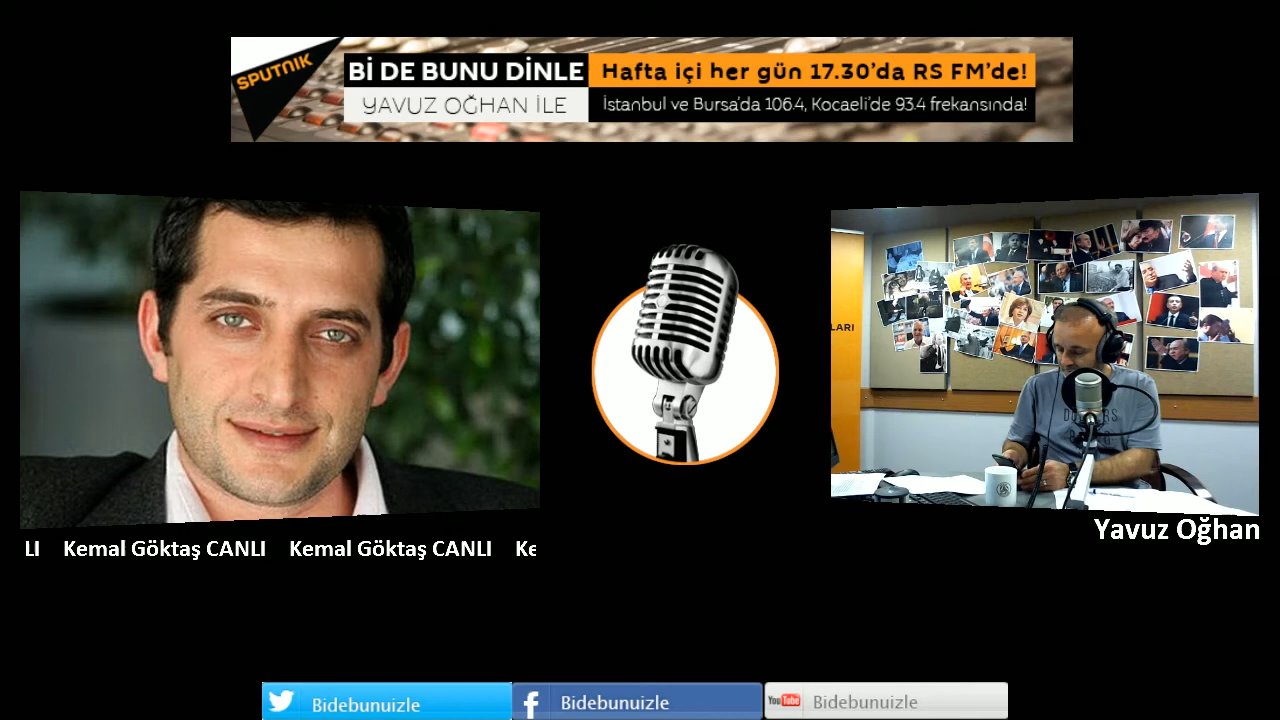 SPUTNIK
Bİ DE BUNU DİNLE
YAVUZ OĞHAN İLE
Hafta içi her gün 17.30'da RS FM'de!
İstanbul ve Bursa'da 106.4, Kocaeli'de 93.4 frekansında!
LARI
LI Kemal Göktaş CANLI Kemal Göktaş CANLI Ke
Yavuz Oğhan
Bidebunuizle
Bidebunuizle
YouTube Bidebunuizle